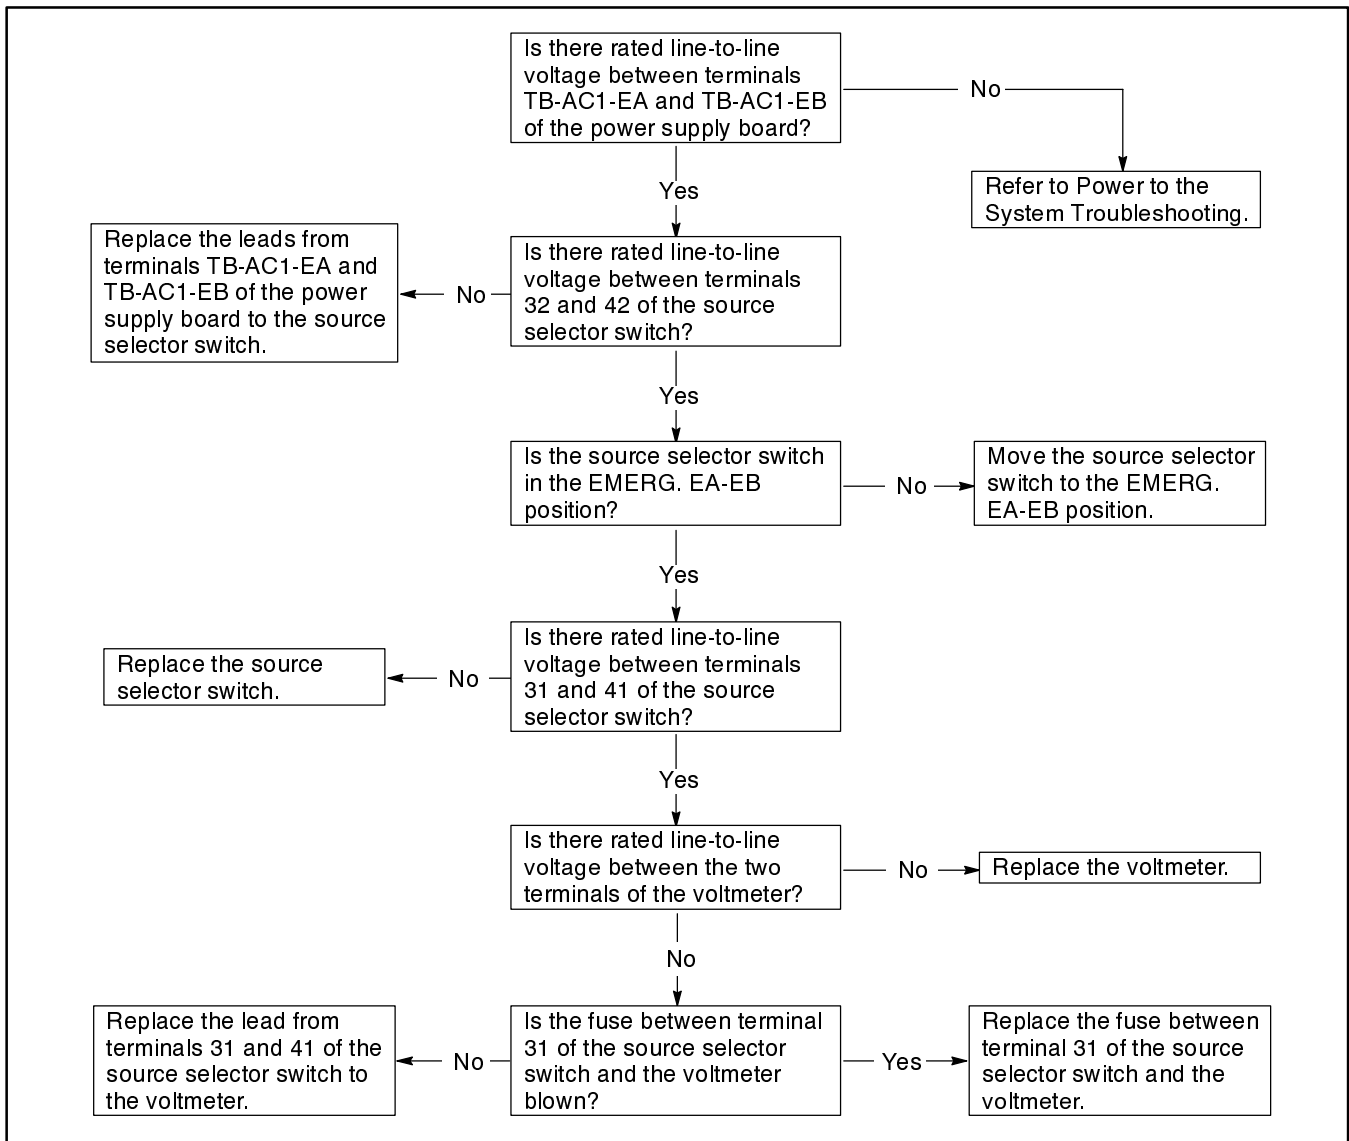 Is there rated line-to-line
voltage between terminals
TB-AC1-EA and TB-AC1-EB
of the power supply board?
No
Refer to Power to the
System Troubleshooting.
Yes
Is there rated line-to-line
voltage between terminals
32 and 42 of the source
selector switch?
No
Replace the leads from
terminals TB-AC1-EA and
TB-AC1-EB of the power
supply board to the source
selector switch.
Yes
Is the source selector switch
in the EMERG. EA-EB
position?
No
Move the source selector
switch to the EMERG.
EA-EB position.
Yes
Is there rated line-to-line
voltage between terminals
31 and 41 of the source
selector switch?
No
Replace the source
selector switch.
Yes
Is there rated line-to-line
voltage between the two
terminals of the voltmeter?
No
Replace the voltmeter.
No
Is the fuse between terminal
31 of the source selector
switch and the voltmeter
blown?
No
Replace the lead from
terminals 31 and 41 of the
source selector switch to
the voltmeter.
Yes
Replace the fuse between
terminal 31 of the source
selector switch and the
voltmeter.